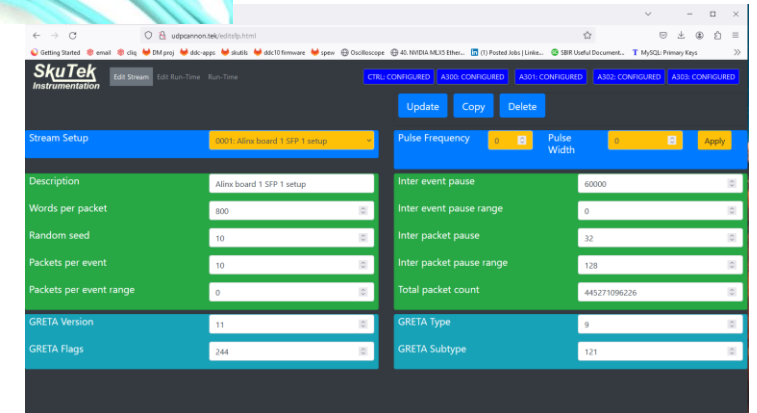 udpcannon.tek/editsfp.html
Getting Started email cliq DM proj ddc-apps skutils ddc10 firmware spew Oscilloscope 40. NVIDIA MLX5 Ether... (1) Posted Jobs | Linke... SBIR Useful Document... MySQL: Primary Keys
SkuTek
Instrumentation
Edit Stream Edit Run-Time Run-Time
CTRL: CONFIGURED A300: CONFIGURED A301: CONFIGURED A302: CONFIGURED A303: CONFIGURED
Update Copy Delete
Stream Setup 0001: Alinx board 1 SFP 1 setup
Pulse Frequency 0 Pulse Width 0 Apply
Description Alinx board 1 SFP 1 setup
Words per packet 800
Random seed 10
Packets per event 10
Packets per event range 0
Inter event pause 60000
Inter event pause range 0
Inter packet pause 32
Inter packet pause range 128
Total packet count 445271096226
GRETA Version 11
GRETA Flags 244
GRETA Type 9
GRETA Subtype 121